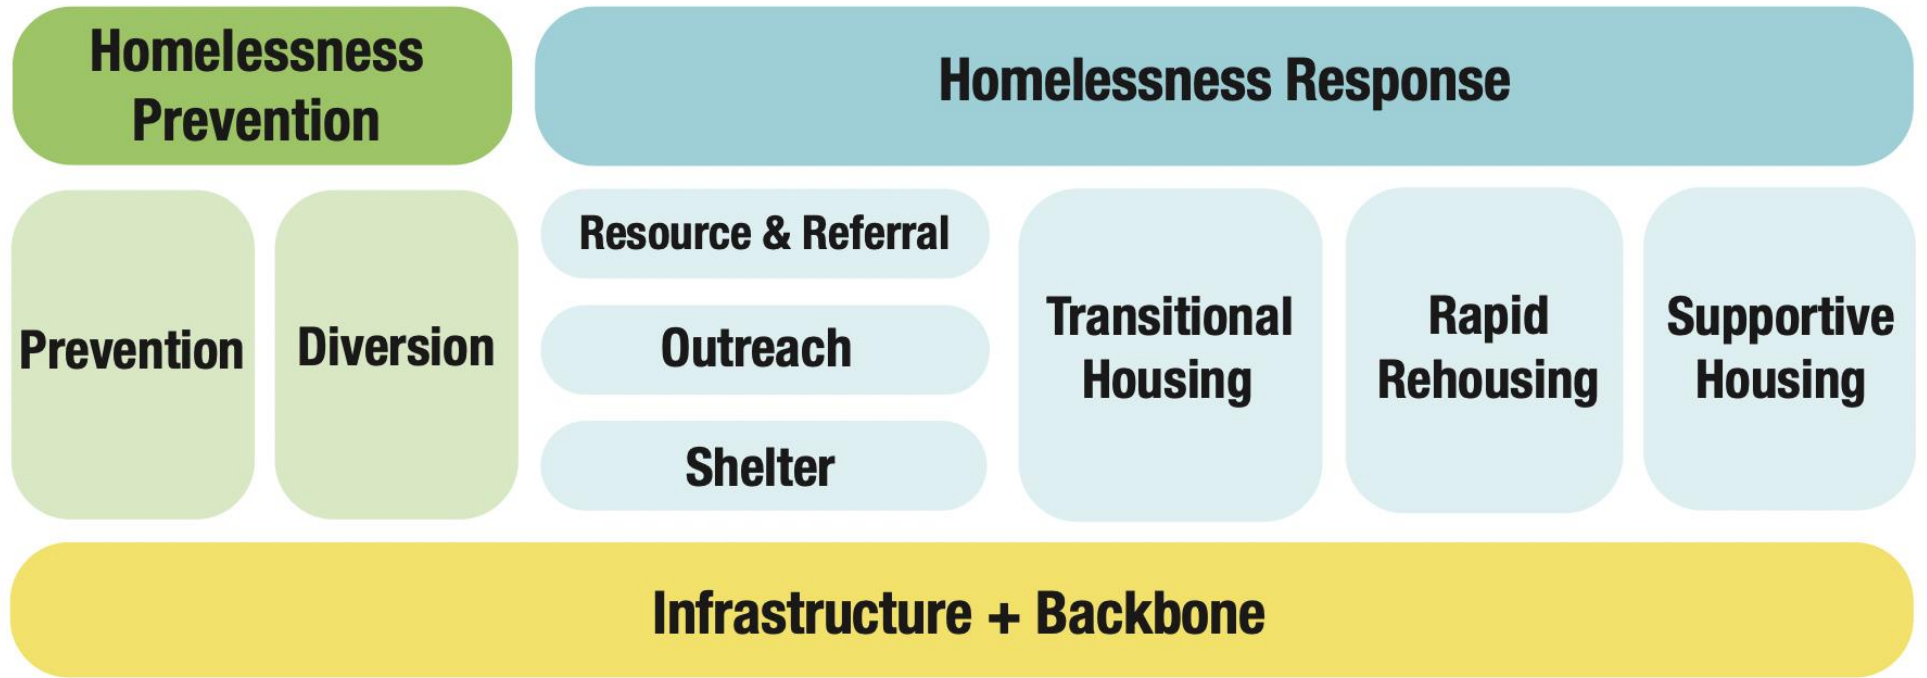 Homelessness
Prevention
Homelessness Response
Prevention
Diversion
Resource & Referral
Outreach
Shelter
Transitional
Housing
Rapid
Rehousing
Supportive
Housing
Infrastructure + Backbone